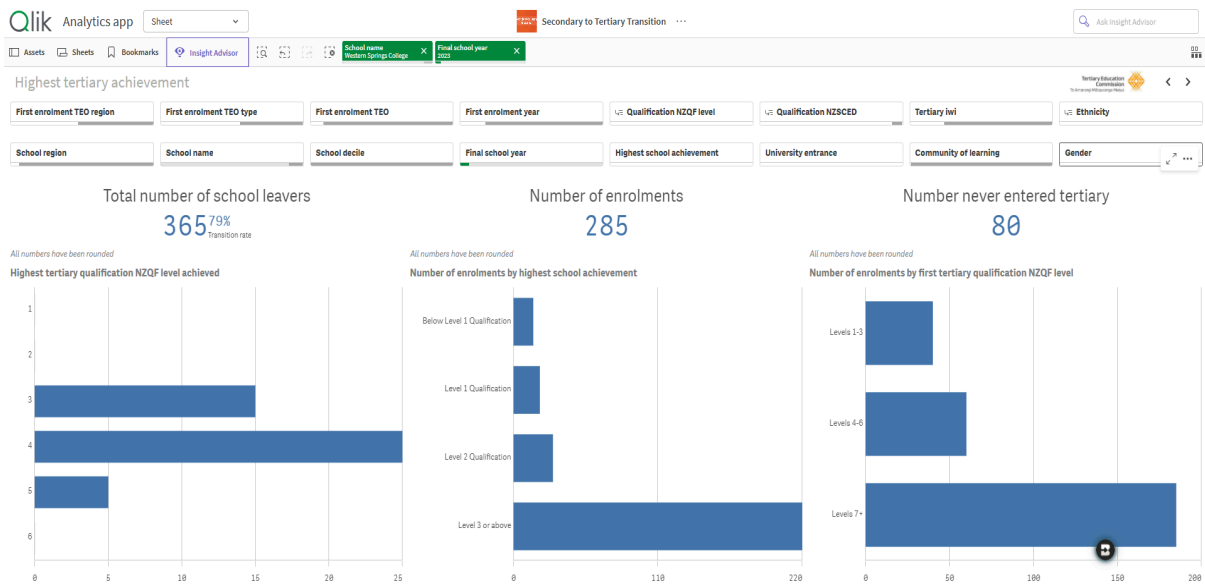 Qlik Analytics app Sheet Secondary to Tertiary Transition ··· Ask Insight Advisor
Assets Sheets Bookmarks Insight Advisor School name Western Springs College Final school year 2023
Highest tertiary achievement
Tertiary Education
Commission
Te Amorangi Mātauranga Matua
First enrolment TEO region First enrolment TEO type First enrolment TEO First enrolment year Qualification NZQF level Qualification NZSCED Tertiary iwi Ethnicity
School region School name School decile Final school year Highest school achievement University entrance Community of learning Gender
Total number of school leavers
365 79%
Transition rate
All numbers have been rounded
Highest tertiary qualification NZQF level achieved
1
2
3
4
5
6
0 5 10 15 20 25
Number of enrolments
285
All numbers have been rounded
Number of enrolments by highest school achievement
Below Level 1 Qualification
Level 1 Qualification
Level 2 Qualification
Level 3 or above
0 110 220
Number never entered tertiary
80
All numbers have been rounded
Number of enrolments by first tertiary qualification NZQF level
Levels 1-3
Levels 4-6
Levels 7+
0 50 100 150 200